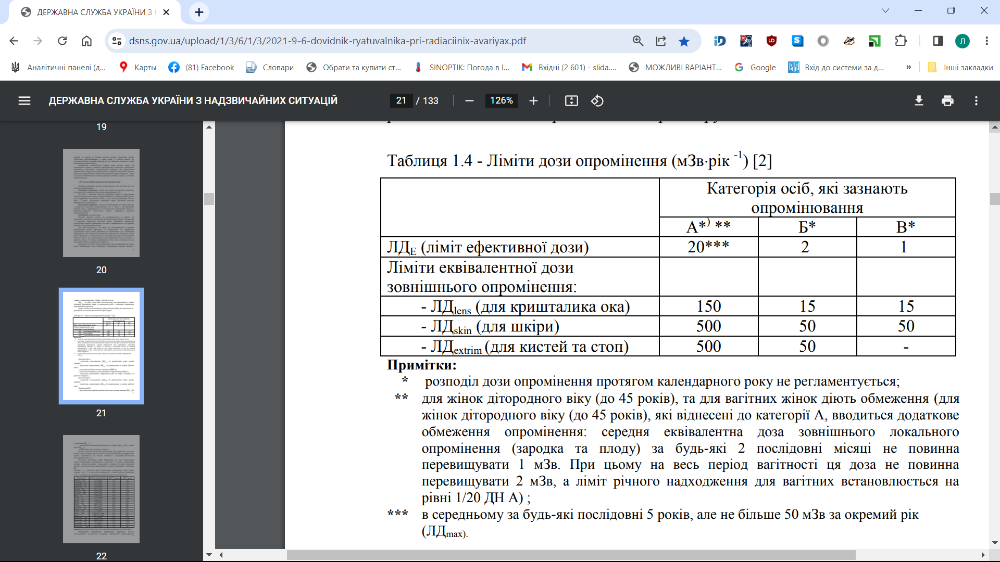 ДЕРЖАВНА СЛУЖБА УКРАЇНИ З
dsns.gov.ua/upload/1/3/6/1/3/2021-9-6-dovidnik-ryatuvalnika-pri-radiaciinix-avariyax.pdf
Аналітичні панелі (д... Карты (81) Facebook Словари Обрати та купити ст... SINOPTIK: Погода в І... Вхідні (2 601) - slida.... МОЖЛИВІ ВАРІАНТ... Google Вхід до системи за д... » Інші закладки
ДЕРЖАВНА СЛУЖБА УКРАЇНИ З НАДЗВИЧАЙНИХ СИТУАЦІЙ 21 / 133 126%
19
20
21
22
Таблиця 1.4 - Ліміти дози опромінення (мЗв·рік -1) [2]
Категорія осіб, які зазнають
опромінювання
А*) ** Б* В*
ЛДЕ (ліміт ефективної дози) 20*** 2 1
Ліміти еквівалентної дози
зовнішнього опромінення:
- ЛДlens (для кришталика ока) 150 15 15
- ЛДskin (для шкіри) 500 50 50
- ЛДextrim (для кистей та стоп) 500 50 -
Примітки:
* розподіл дози опромінення протягом календарного року не регламентується;
** для жінок дітородного віку (до 45 років), та для вагітних жінок діють обмеження (для
жінок дітородного віку (до 45 років), які віднесені до категорії А, вводиться додаткове
обмеження опромінення: середня еквівалентна доза зовнішнього локального
опромінення (зародка та плоду) за будь-які 2 послідовні місяці не повинна
перевищувати 1 мЗв. При цьому на весь період вагітності ця доза не повинна
перевищувати 2 мЗв, а ліміт річного надходження для вагітних встановлюється на
рівні 1/20 ДН А) ;
*** в середньому за будь-які послідовні 5 років, але не більше 50 мЗв за окремий рік
(ЛДmax).